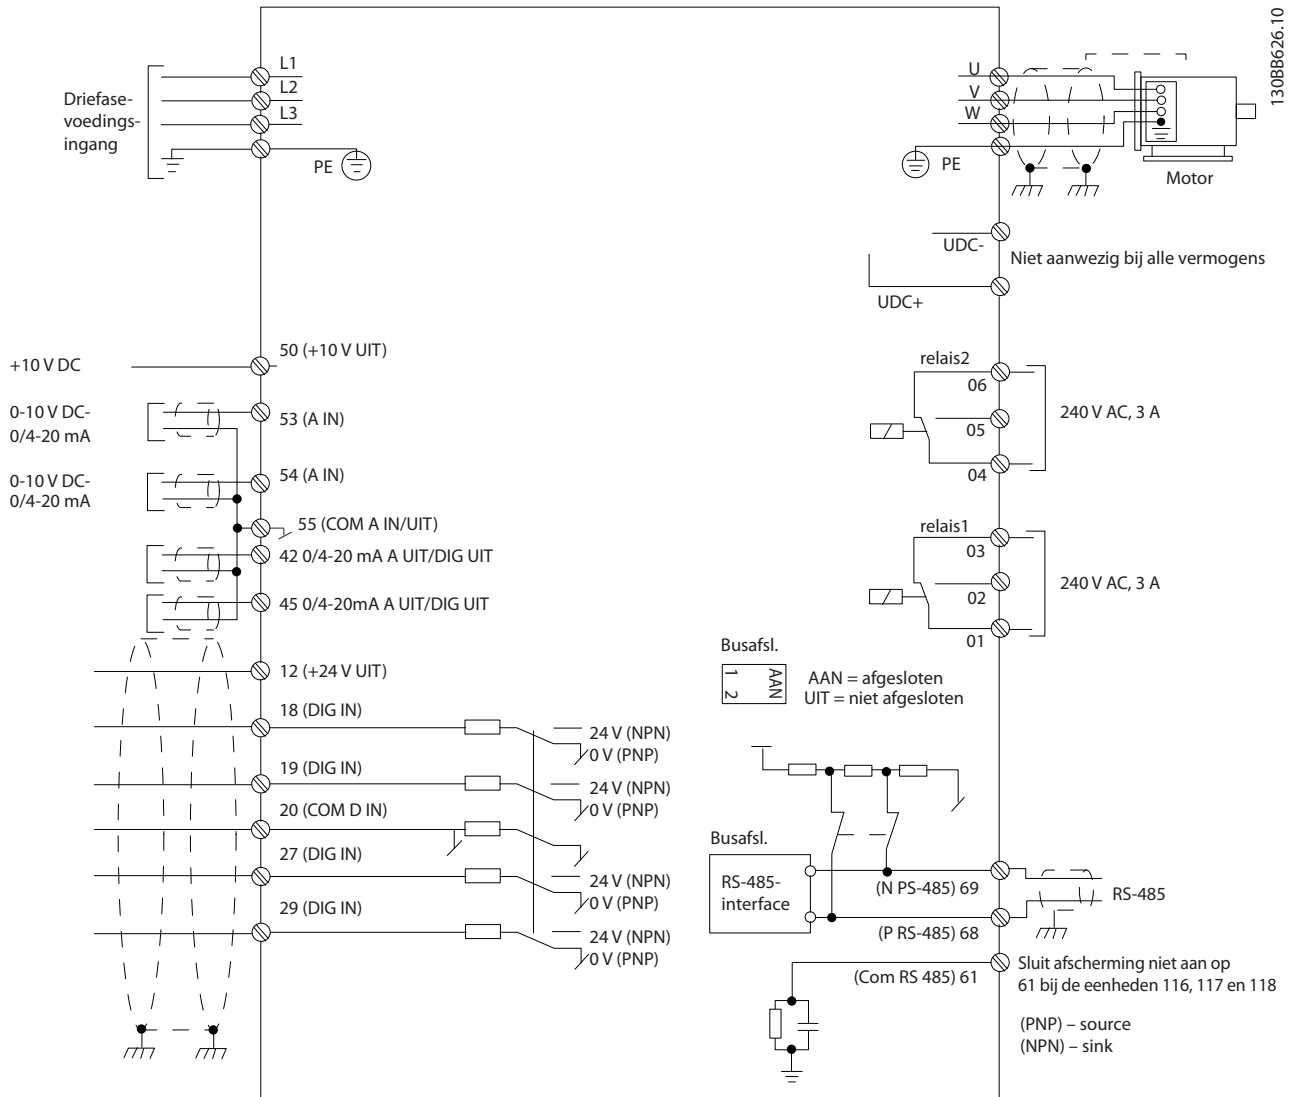 130BB626.10
Driefase-
voedings-
ingang
L1
L2
L3
PE
U
V
W
PE
Motor
UDC-
Niet aanwezig bij alle vermogens
UDC+
+10 V DC
50 (+10 V UIT)
0-10 V DC-
0/4-20 mA
53 (A IN)
0-10 V DC-
0/4-20 mA
54 (A IN)
55 (COM A IN/UIT)
42 0/4-20 mA A UIT/DIG UIT
45 0/4-20mA A UIT/DIG UIT
12 (+24 V UIT)
18 (DIG IN)
24 V (NPN)
0 V (PNP)
19 (DIG IN)
24 V (NPN)
0 V (PNP)
20 (COM D IN)
27 (DIG IN)
24 V (NPN)
0 V (PNP)
29 (DIG IN)
24 V (NPN)
0 V (PNP)
relais2
06
05
04
240 V AC, 3 A
relais1
03
02
01
240 V AC, 3 A
Busafsl.
1 2
AAN
AAN = afgesloten
UIT = niet afgesloten
Busafsl.
RS-485-
interface
(N PS-485) 69
(P RS-485) 68
RS-485
(Com RS 485) 61
Sluit afscherming niet aan op
61 bij de eenheden 116, 117 en 118
(PNP) – source
(NPN) – sink